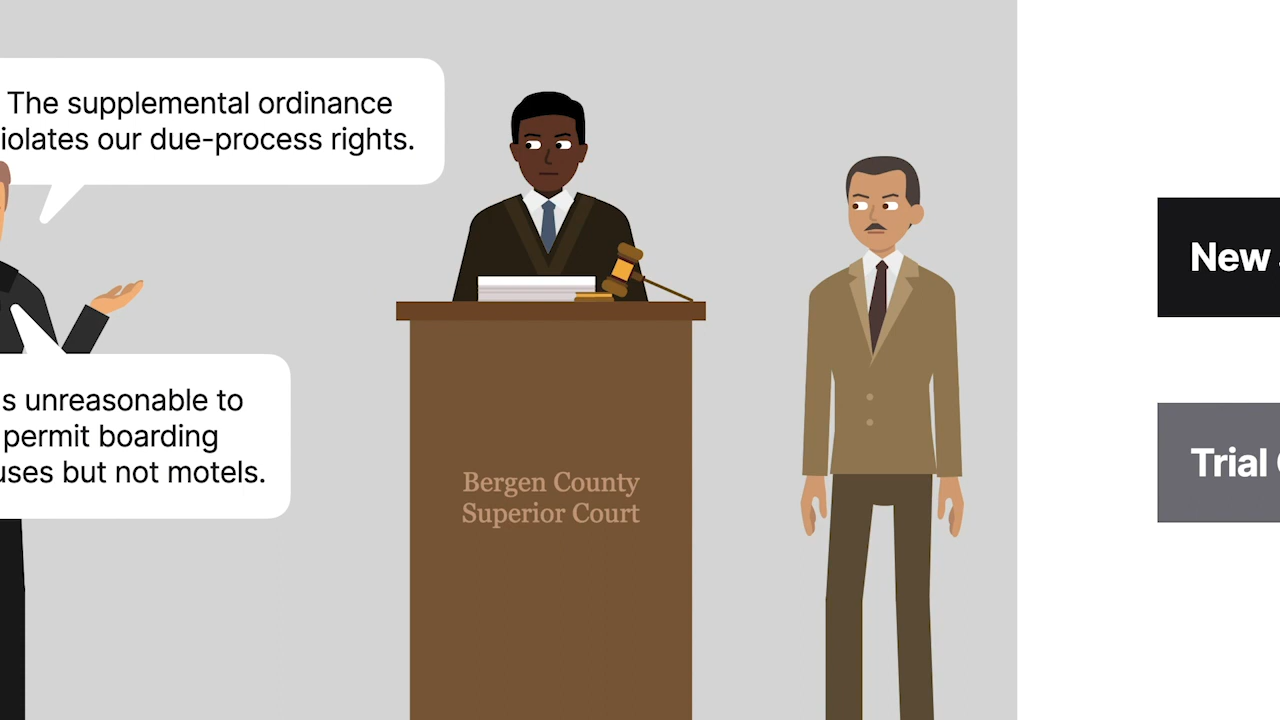 The supplemental ordinance
iolates our due-process rights.
s unreasonable to
permit boarding
uses but not motels.
Bergen County
Superior Court
New
Trial